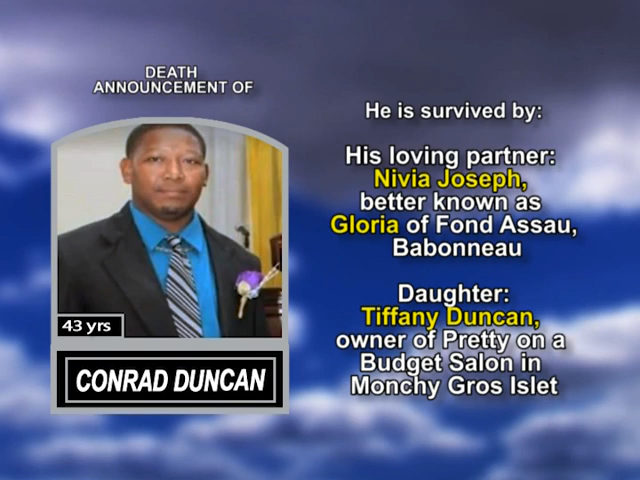 DEATH
ANNOUNCEMENT OF
43 yrs
CONRAD DUNCAN
He is survived by:
His loving partner:
Nivia Joseph,
better known as
Gloria of Fond Assau,
Babonneau
Daughter:
Tiffany Duncan,
owner of Pretty on a
Budget Salon in
Monchy Gros Islet